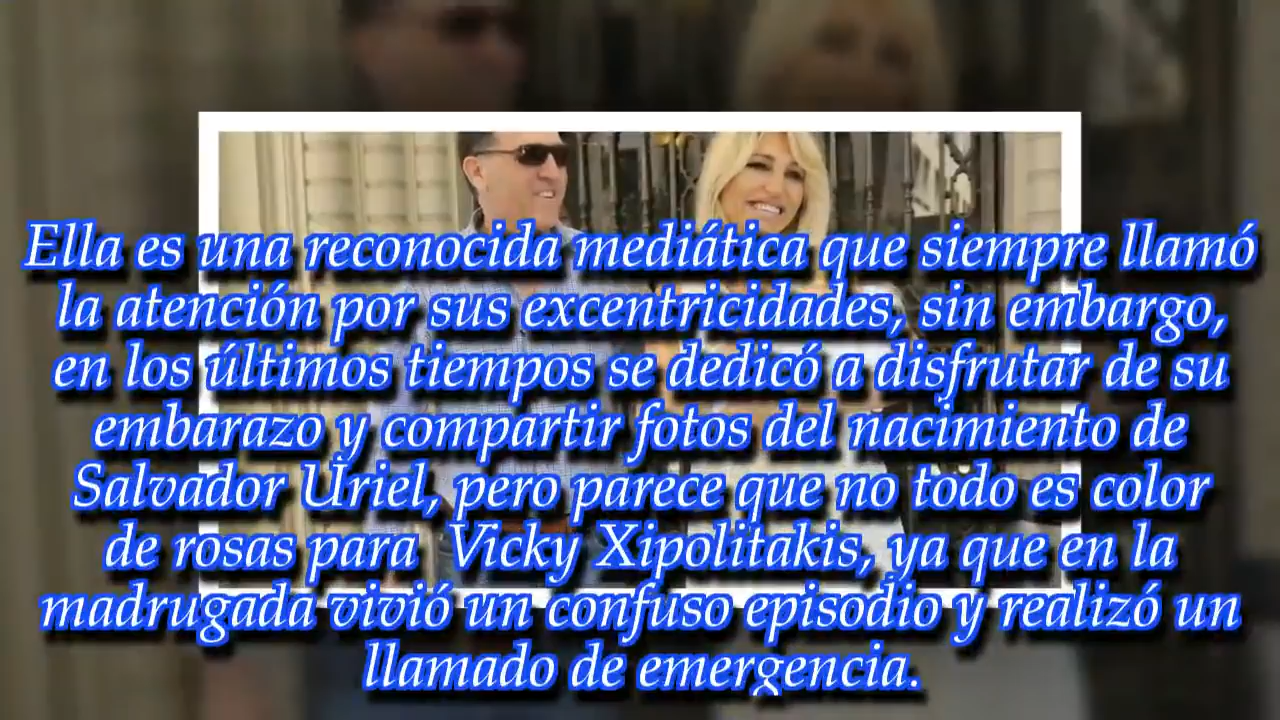 Ella es una reconocida mediática que siempre llamó
la atención por sus excentricidades, sin embargo,
en los últimos tiempos se dedicó a disfrutar de su
embarazo y compartir fotos del nacimiento de
Salvador Uriel, pero parece que no todo es color
de rosas para Vicky Xipolitakis, ya que en la
madrugada vivió un confuso episodio y realizó un
llamado de emergencia.